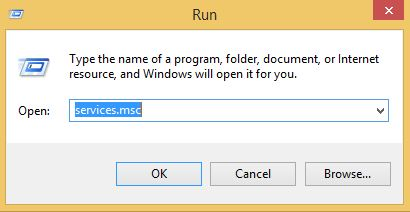 Run
Type the name of a program, folder, document, or Internet
resource, and Windows will open it for you.
Open: services.msc
OK Cancel Browse...